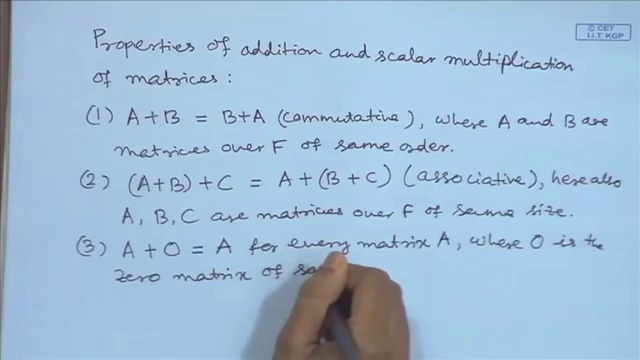 © CET
I.I.T. KGP
Properties of addition and scalar multiplication
of matrices :
(1) A+B = B+A (commutative), where A and B are
matrices over F of same order.
(2) (A+B)+C = A+(B+C) (associative), here also
A, B, C are matrices over F of same size.
(3) A+O = A for every matrix A, where O is the
zero matrix of